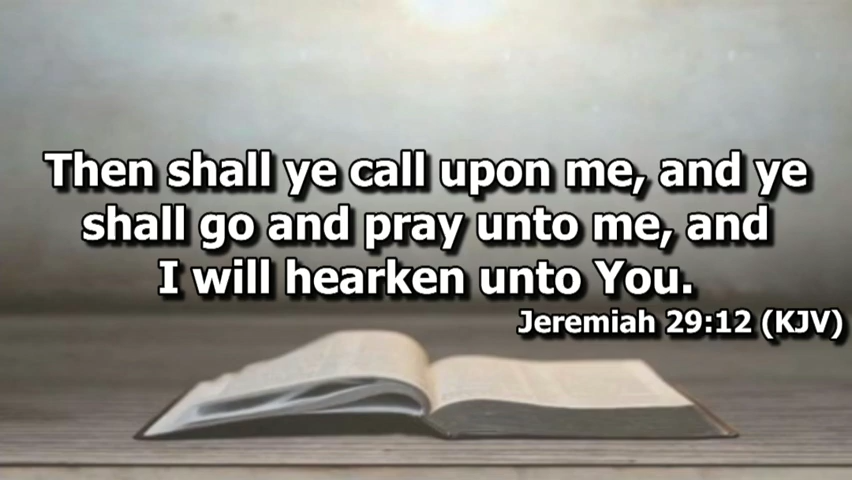 Then shall ye call upon me, and ye
shall go and pray unto me, and
I will hearken unto You.
Jeremiah 29:12 (KJV)